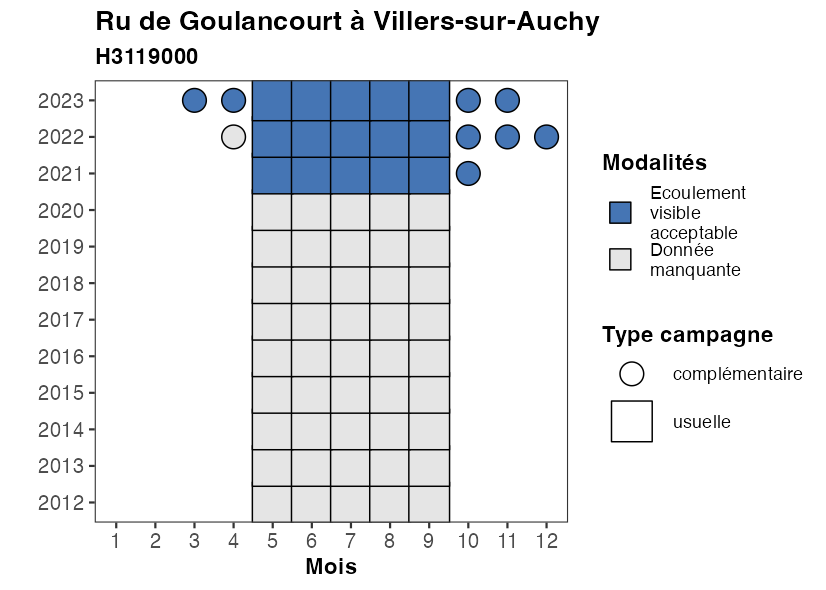 Ru de Goulancourt à Villers-sur-Auchy
H3119000
2023
2022
2021
2020
2019
2018
2017
2016
2015
2014
2013
2012
1 2 3 4 5 6 7 8 9 10 11 12
Mois
Modalités
Ecoulement
visible
acceptable
Donnée
manquante
Type campagne
complémentaire
usuelle